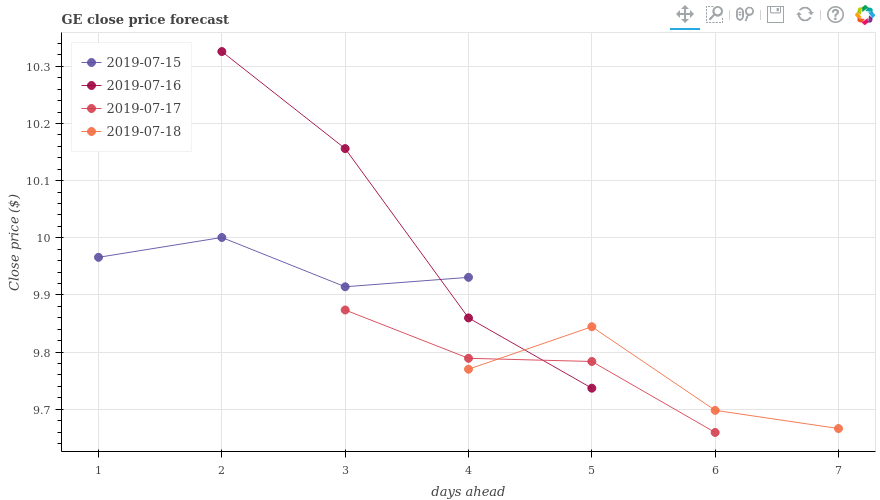 GE close price forecast
2019-07-15
2019-07-16
2019-07-17
2019-07-18
Close price ($)
10.3
10.2
10.1
10
9.9
9.8
9.7
1 2 3 4 5 6 7
days ahead